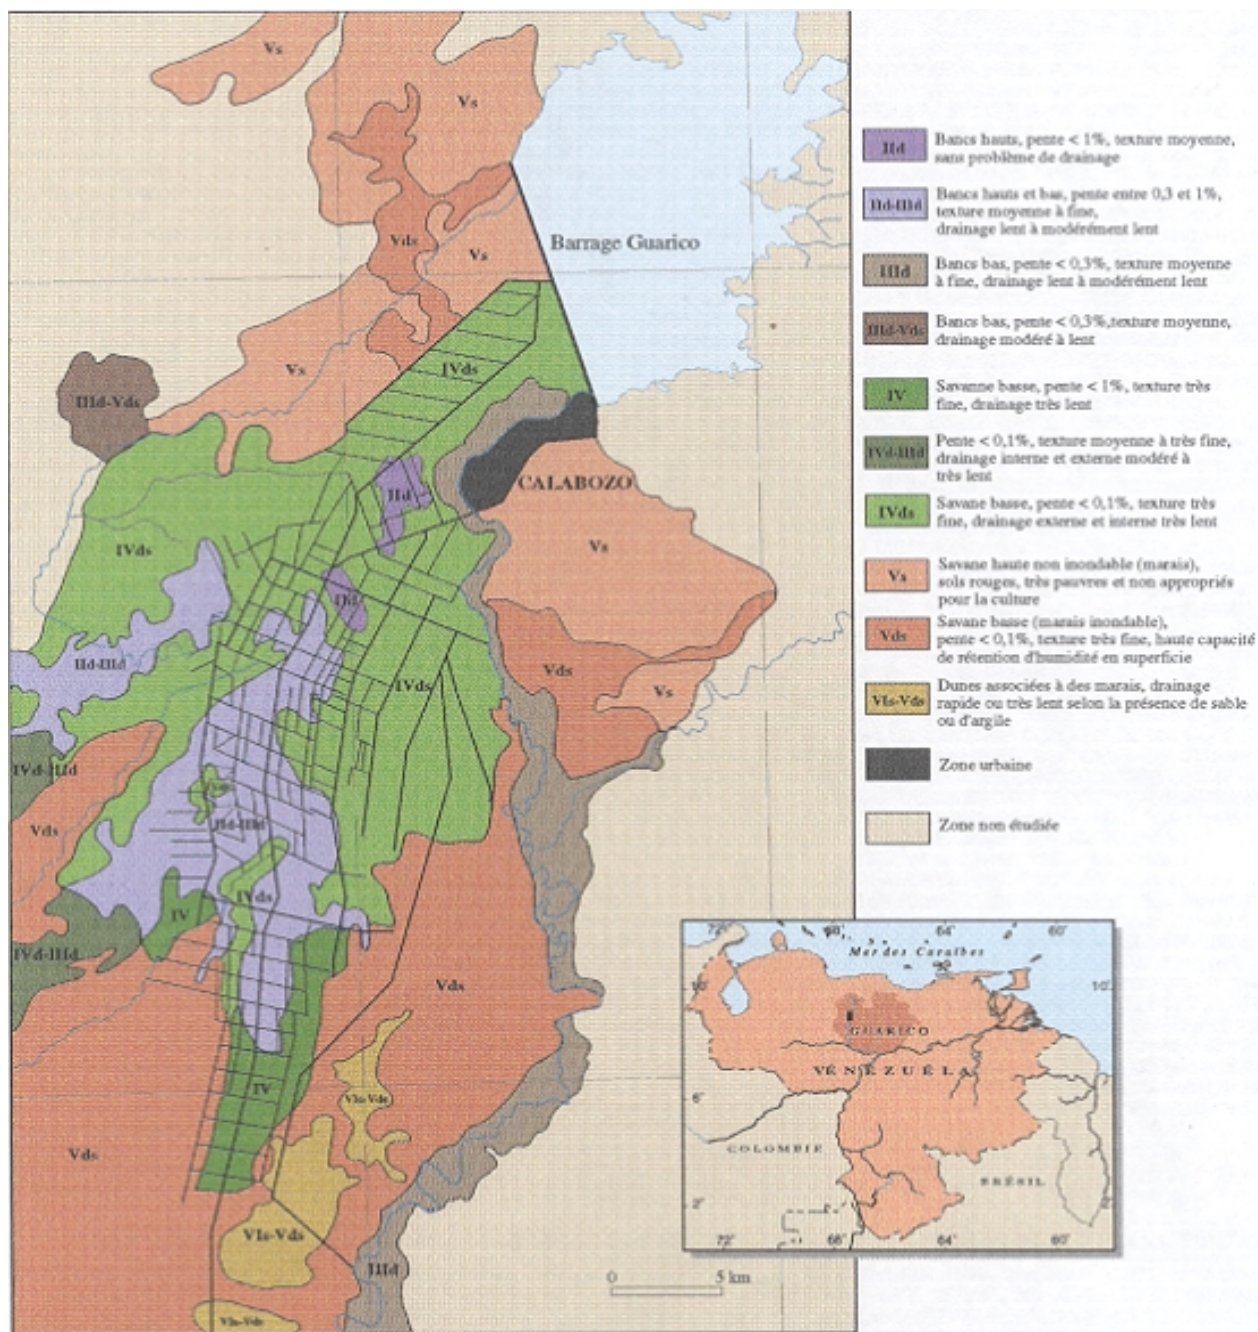 Vs
Vs
Vds
Vs
Barrage Guarico
Vs
IVds
IIId-Vds
IId
CALABOZO
IVds
Vs
IId
IId-IIId
IVds
Vds
Vs
IVd-IIId
Vds
IId-IIId
IVds
IV
IVd-IIId
Vds
IV
VIs-Vds
Vds
VIs-Vds
IIId
VIs-Vds
0 5 km
IId
Bancs hauts, pente < 1%, texture moyenne,
sans problème de drainage
IId-IIId
Bancs hauts et bas, pente entre 0,3 et 1%,
texture moyenne à fine,
drainage lent à modérément lent
IIId
Bancs bas, pente < 0,3%, texture moyenne
à fine, drainage lent à modérément lent
IIId-Vds
Bancs bas, pente < 0,3%,texture moyenne,
drainage modéré à lent
IV
Savanne basse, pente < 1%, texture très
fine, drainage très lent
IVd-IIId
Pente < 0,1%, texture moyenne à très fine,
drainage interne et externe modéré à
très lent
IVds
Savane basse, pente < 0,1%, texture très
fine, drainage externe et interne très lent
Vs
Savane haute non inondable (marais),
sols rouges, très pauvres et non appropriés
pour la culture
Vds
Savane basse (marais inondable),
pente < 0,1%, texture très fine, haute capacité
de rétention d'humidité en superficie
VIs-Vds
Dunes associées à des marais, drainage
rapide ou très lent selon la présence de sable
ou d'argile
Zone urbaine
Zone non étudiée
72° 68° 64° 60°
Mer des Caraïbes
10° 10°
GUARICO
VÉNÉZUÉLA
6°
COLOMBIE
BRÉSIL
2° 2°
72° 68° 64° 60°